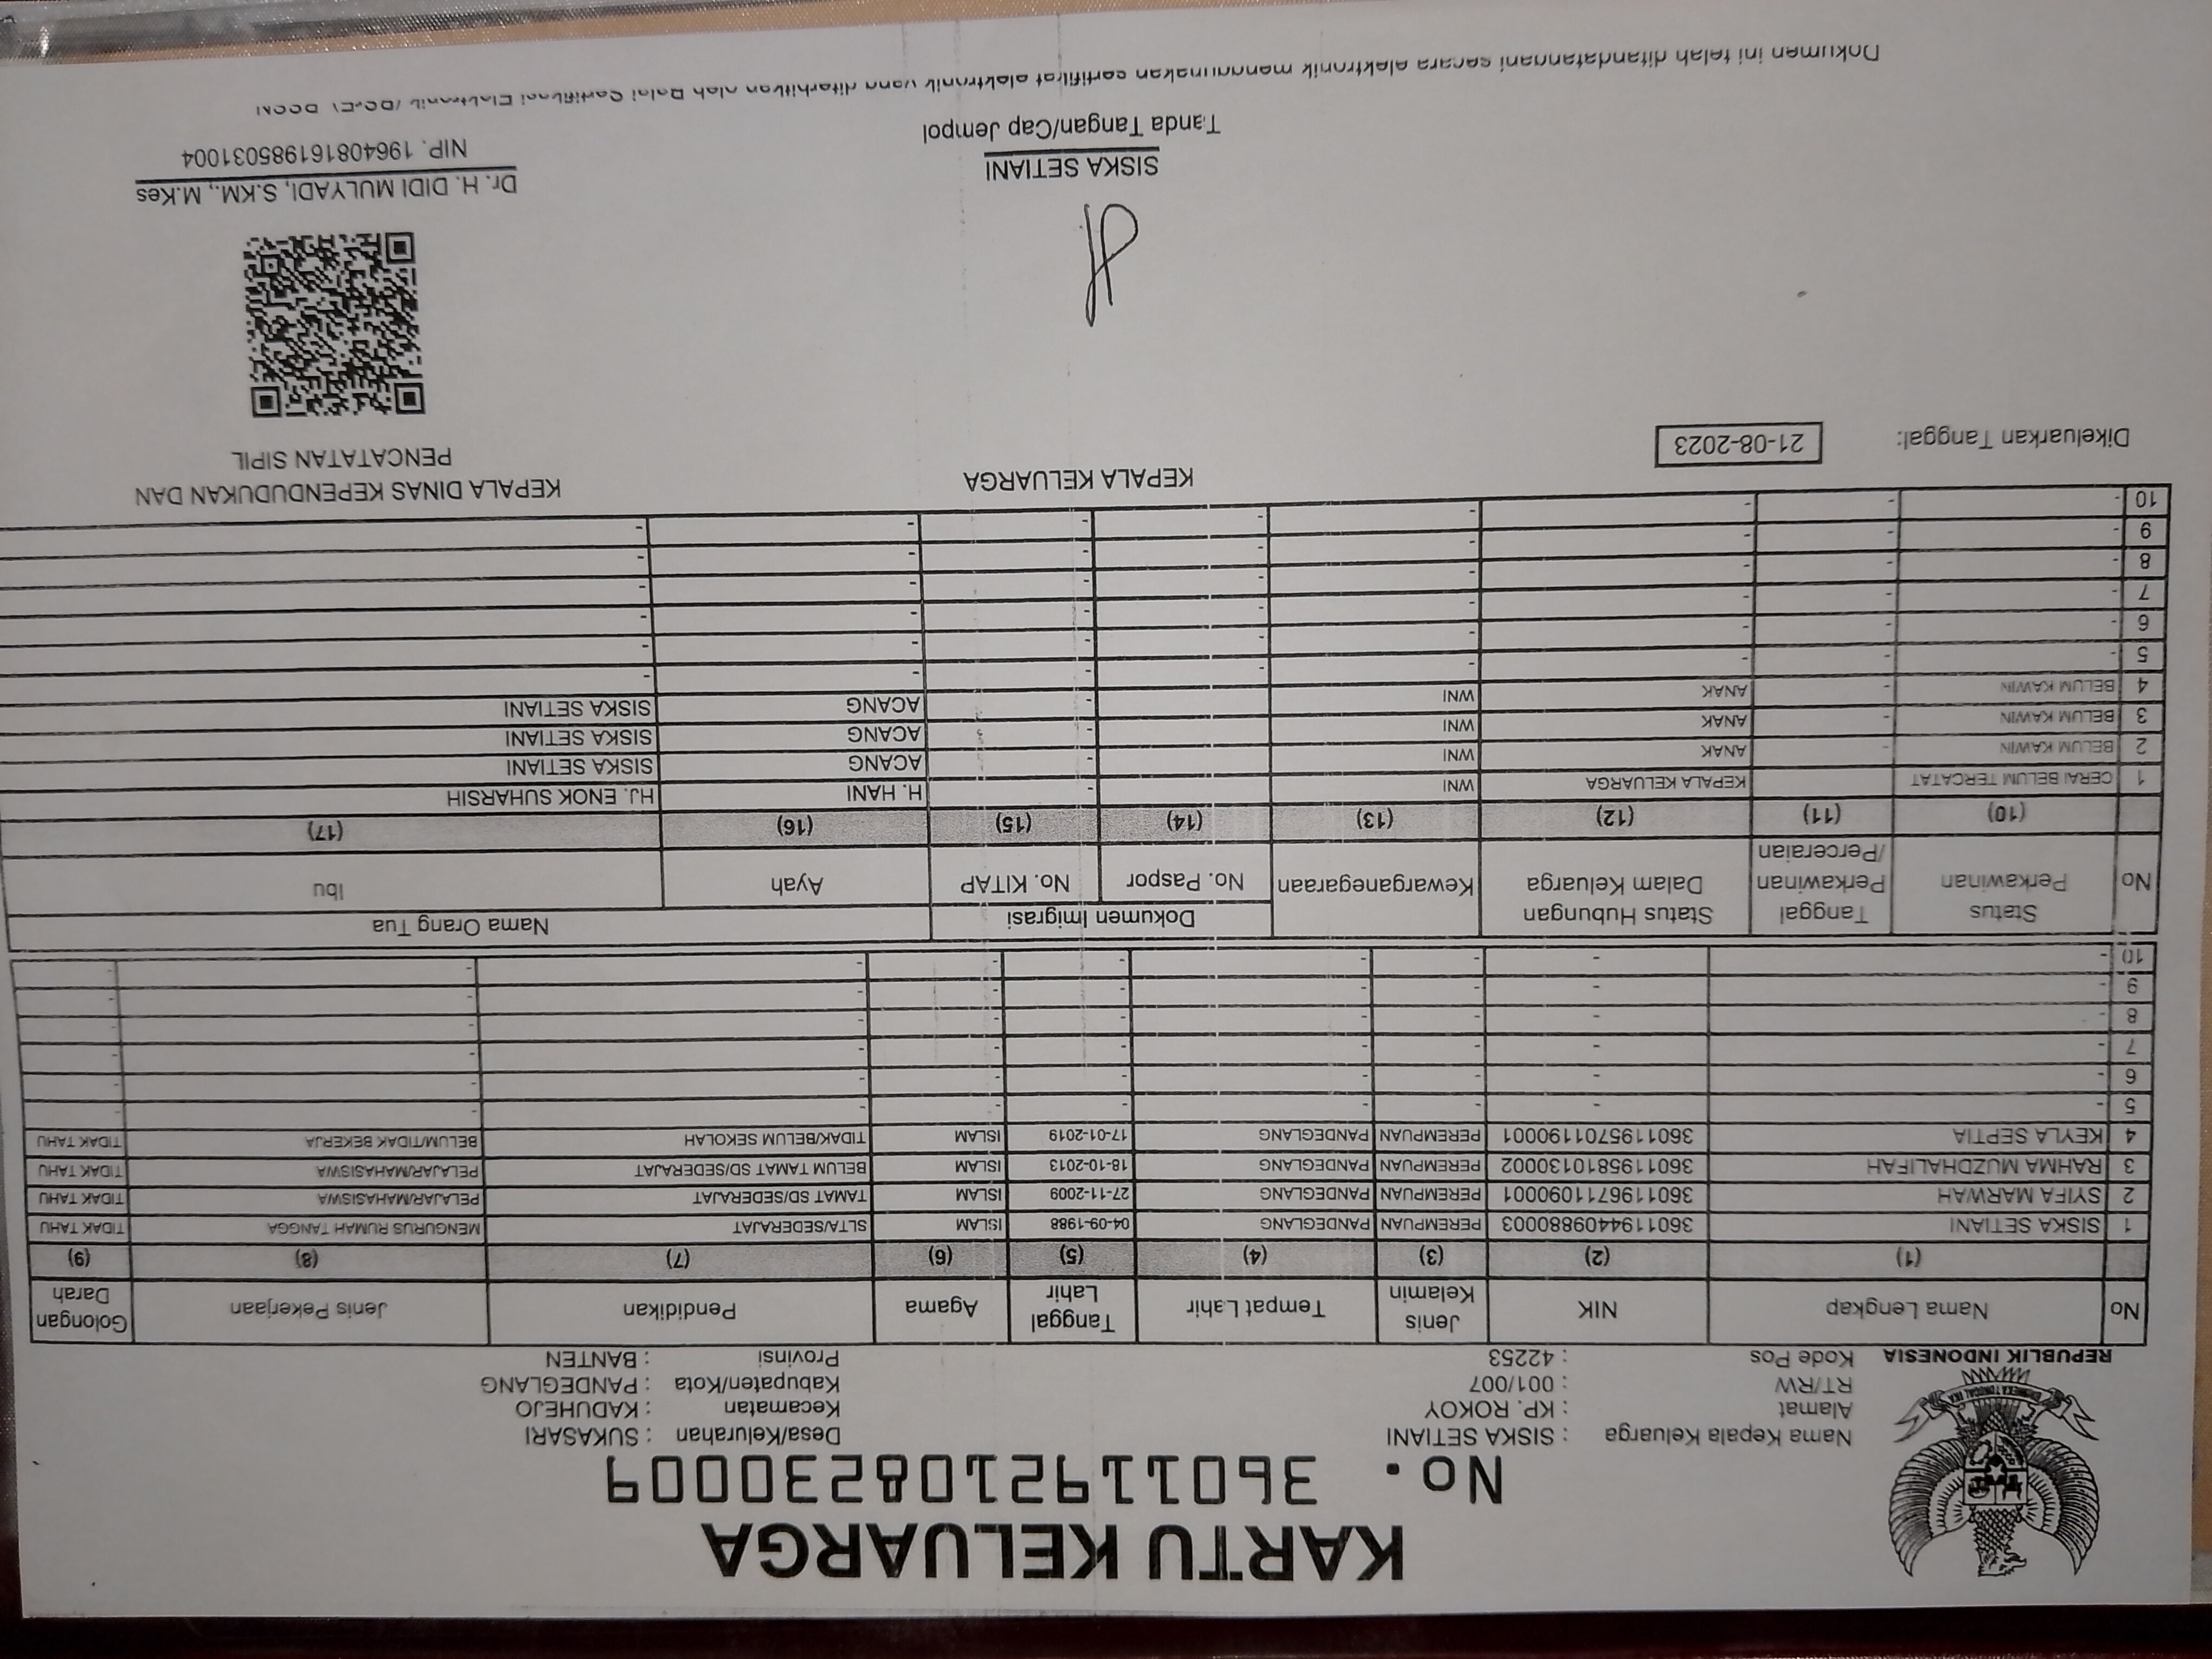 KARTU KELUARGA
No. 3601192108230009
Nama Kepala Keluarga : SISKA SETIANI
Alamat : KP. ROKOY
RT/RW : 001/007
Kode Pos : 42253
Desa/Kelurahan : SUKASARI
Kecamatan : KADUHEJO
Kabupaten/Kota : PANDEGLANG
Provinsi : BANTEN
BHINNEKA TUNGGAL IKA
REPUBLIK INDONESIA
No Nama Lengkap NIK Jenis Kelamin Tempat Lahir Tanggal Lahir Agama Pendidikan Jenis Pekerjaan Golongan Darah
(1) (2) (3) (4) (5) (6) (7) (8) (9)
1 SISKA SETIANI 3601194409880003 PEREMPUAN PANDEGLANG 04-09-1988 ISLAM SLTA/SEDERAJAT MENGURUS RUMAH TANGGA TIDAK TAHU
2 SYIFA MARWAH 3601196711090001 PEREMPUAN PANDEGLANG 27-11-2009 ISLAM TAMAT SD/SEDERAJAT PELAJAR/MAHASISWA TIDAK TAHU
3 RAHMA MUZDHALIFAH 3601195810130002 PEREMPUAN PANDEGLANG 18-10-2013 ISLAM BELUM TAMAT SD/SEDERAJAT PELAJAR/MAHASISWA TIDAK TAHU
4 KEYLA SEPTIA 3601195701190001 PEREMPUAN PANDEGLANG 17-01-2019 ISLAM TIDAK/BELUM SEKOLAH BELUM/TIDAK BEKERJA TIDAK TAHU
5 - - - - - - - - -
6 - - - - - - - - -
7 - - - - - - - - -
8 - - - - - - - - -
9 - - - - - - - - -
10 - - - - - - - - -
No Status Perkawinan Tanggal Perkawinan /Perceraian Status Hubungan Dalam Keluarga Kewarganegaraan Dokumen Imigrasi No. Paspor No. KITAP Nama Orang Tua Ayah Ibu
(10) (11) (12) (13) (14) (15) (16) (17)
1 CERAI BELUM TERCATAT KEPALA KELUARGA WNI - H. HANI HJ. ENOK SUHARSIH
2 BELUM KAWIN - ANAK WNI - ACANG SISKA SETIANI
3 BELUM KAWIN - ANAK WNI - ACANG SISKA SETIANI
4 BELUM KAWIN - ANAK WNI - ACANG SISKA SETIANI
5 - - - - - - - -
6 - - - - - - - -
7 - - - - - - - -
8 - - - - - - - -
9 - - - - - - - -
10 - - - - - - - -
Dikeluarkan Tanggal: 21-08-2023
KEPALA KELUARGA
SISKA SETIANI
Tanda Tangan/Cap Jempol
KEPALA DINAS KEPENDUDUKAN DAN
PENCATATAN SIPIL
Dr. H. DIDI MULYADI, S.KM., M.Kes
NIP. 196408161985031004
Dokumen ini telah ditandatangani secara elektronik menggunakan sertifikat elektronik yang diterbitkan oleh Balai Sertifikasi Elektronik (BSrE), BSSN